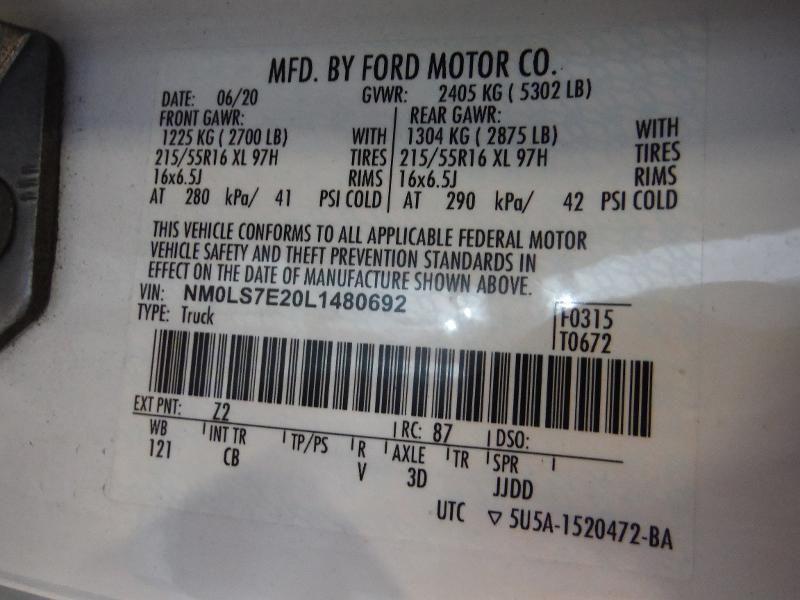 MFD. BY FORD MOTOR CO.
DATE: 06/20 GVWR: 2405 KG ( 5302 LB)
FRONT GAWR: REAR GAWR:
1225 KG ( 2700 LB) WITH 1304 KG ( 2875 LB) WITH
215/55R16 XL 97H TIRES 215/55R16 XL 97H TIRES
16x6.5J RIMS 16x6.5J RIMS
AT 280 kPa/ 41 PSI COLD AT 290 kPa/ 42 PSI COLD
THIS VEHICLE CONFORMS TO ALL APPLICABLE FEDERAL MOTOR
VEHICLE SAFETY AND THEFT PREVENTION STANDARDS IN
EFFECT ON THE DATE OF MANUFACTURE SHOWN ABOVE.
VIN: NM0LS7E20L1480692
TYPE: Truck
F0315
T0672
EXT PNT: Z2 RC: 87 DSO:
WB INT TR TP/PS R AXLE TR SPR
121 CB V 3D JJDD
UTC ▽ 5U5A-1520472-BA